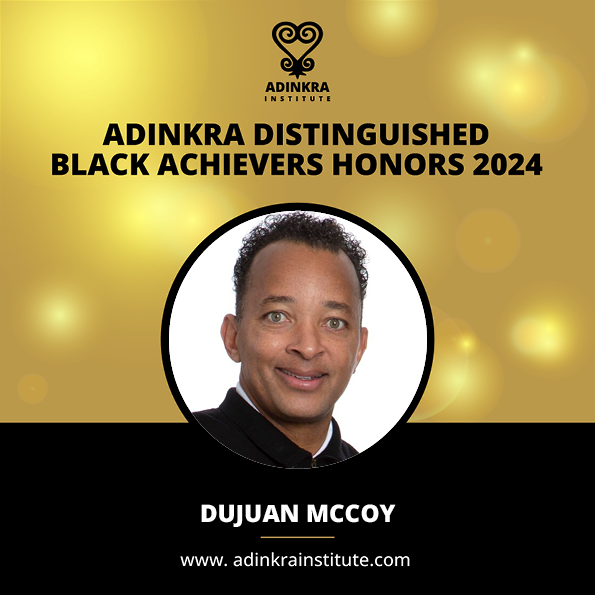 ADINKRA
INSTITUTE
ADINKRA DISTINGUISHED
BLACK ACHIEVERS HONORS 2024
DUJUAN MCCOY
www. adinkrainstitute.com